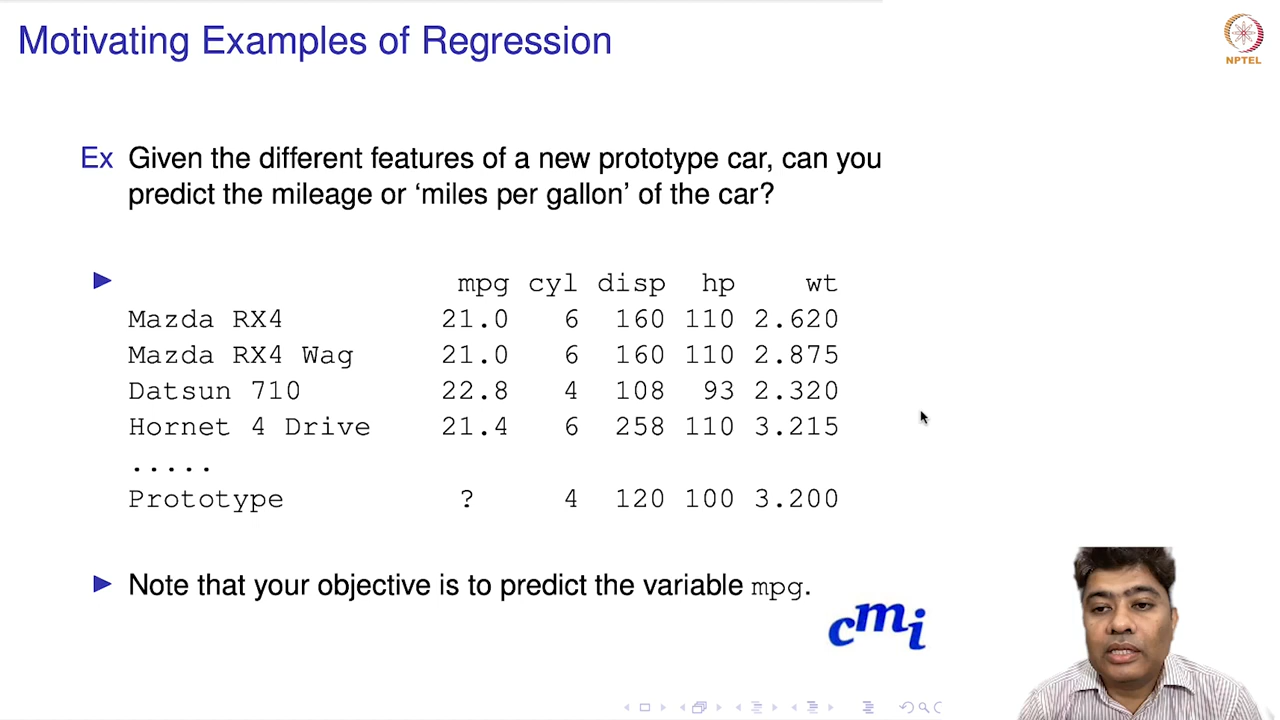 Motivating Examples of Regression
NPTEL
Ex Given the different features of a new prototype car, can you
predict the mileage or ‘miles per gallon’ of the car?
mpg cyl disp hp wt
Mazda RX4 21.0 6 160 110 2.620
Mazda RX4 Wag 21.0 6 160 110 2.875
Datsun 710 22.8 4 108 93 2.320
Hornet 4 Drive 21.4 6 258 110 3.215
.....
Prototype ? 4 120 100 3.200
Note that your objective is to predict the variable mpg.
cmi